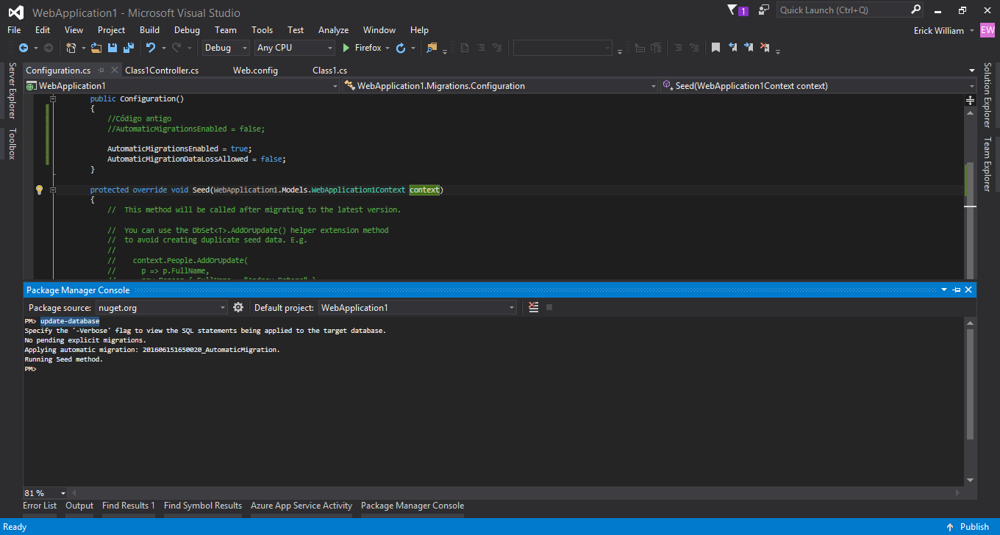 WebApplication1 - Microsoft Visual Studio
1
Quick Launch (Ctrl+Q)
File Edit View Project Build Debug Team Tools Test Analyze Window Help
Erick William EW
Debug Any CPU Firefox
Server Explorer
Toolbox
Configuration.cs Class1Controller.cs Web.config Class1.cs
WebApplication1 WebApplication1.Migrations.Configuration Seed(WebApplication1Context context)
public Configuration()
{
//Código antigo
//AutomaticMigrationsEnabled = false;
AutomaticMigrationsEnabled = true;
AutomaticMigrationDataLossAllowed = false;
}
protected override void Seed(WebApplication1.Models.WebApplication1Context context)
{
// This method will be called after migrating to the latest version.
// You can use the DbSet<T>.AddOrUpdate() helper extension method
// to avoid creating duplicate seed data. E.g.
//
// context.People.AddOrUpdate(
// p => p.FullName,
Solution Explorer
Team Explorer
Package Manager Console
Package source: nuget.org Default project: WebApplication1
PM> update-database
Specify the '-Verbose' flag to view the SQL statements being applied to the target database.
No pending explicit migrations.
Applying automatic migration: 201606151650020_AutomaticMigration.
Running Seed method.
PM>
81 %
Error List Output Find Results 1 Find Symbol Results Azure App Service Activity Package Manager Console
Ready
Publish